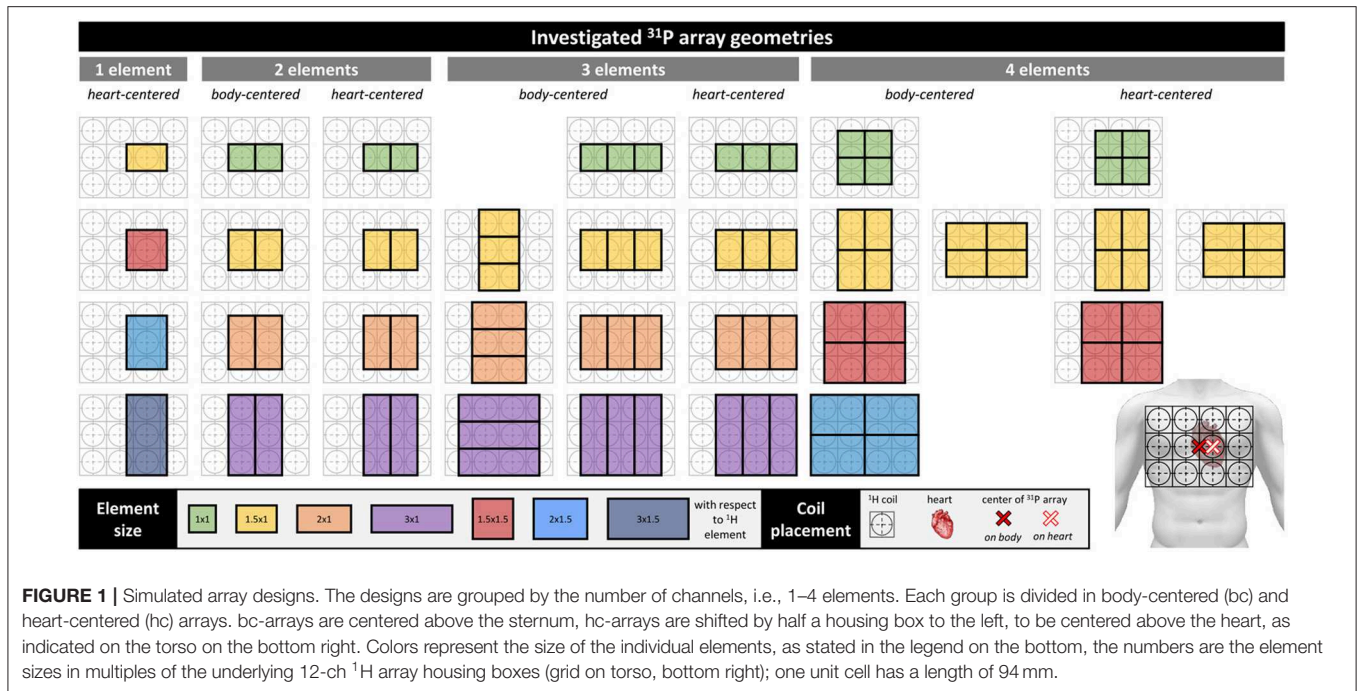 Investigated ³¹P array geometries
1 element
2 elements
3 elements
4 elements
heart-centered
body-centered
heart-centered
body-centered
heart-centered
body-centered
heart-centered
Element
size
1x1
1.5x1
2x1
3x1
1.5x1.5
2x1.5
3x1.5
with respect
to ¹H
element
Coil
placement
¹H coil
heart
center of ³¹P array
on body
on heart
FIGURE 1 | Simulated array designs. The designs are grouped by the number of channels, i.e., 1–4 elements. Each group is divided in body-centered (bc) and
heart-centered (hc) arrays. bc-arrays are centered above the sternum, hc-arrays are shifted by half a housing box to the left, to be centered above the heart, as
indicated on the torso on the bottom right. Colors represent the size of the individual elements, as stated in the legend on the bottom, the numbers are the element
sizes in multiples of the underlying 12-ch ¹H array housing boxes (grid on torso, bottom right); one unit cell has a length of 94 mm.